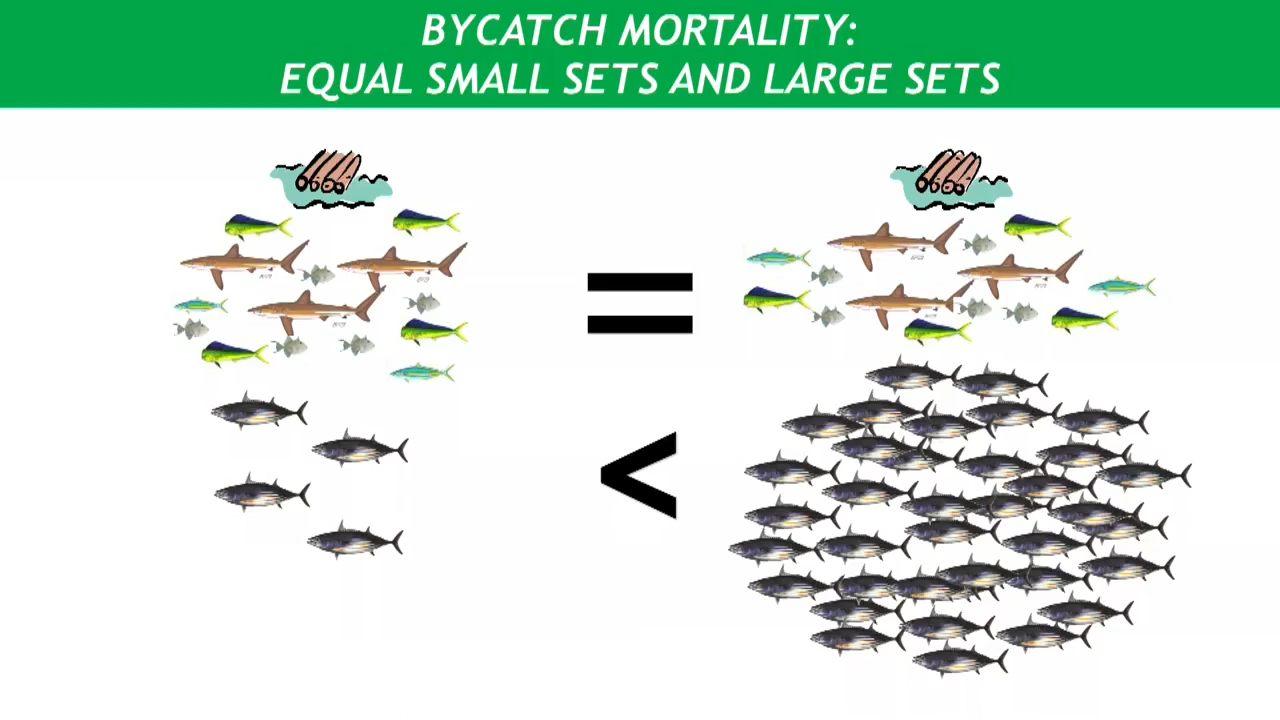 BYCATCH MORTALITY:
EQUAL SMALL SETS AND LARGE SETS
=
<